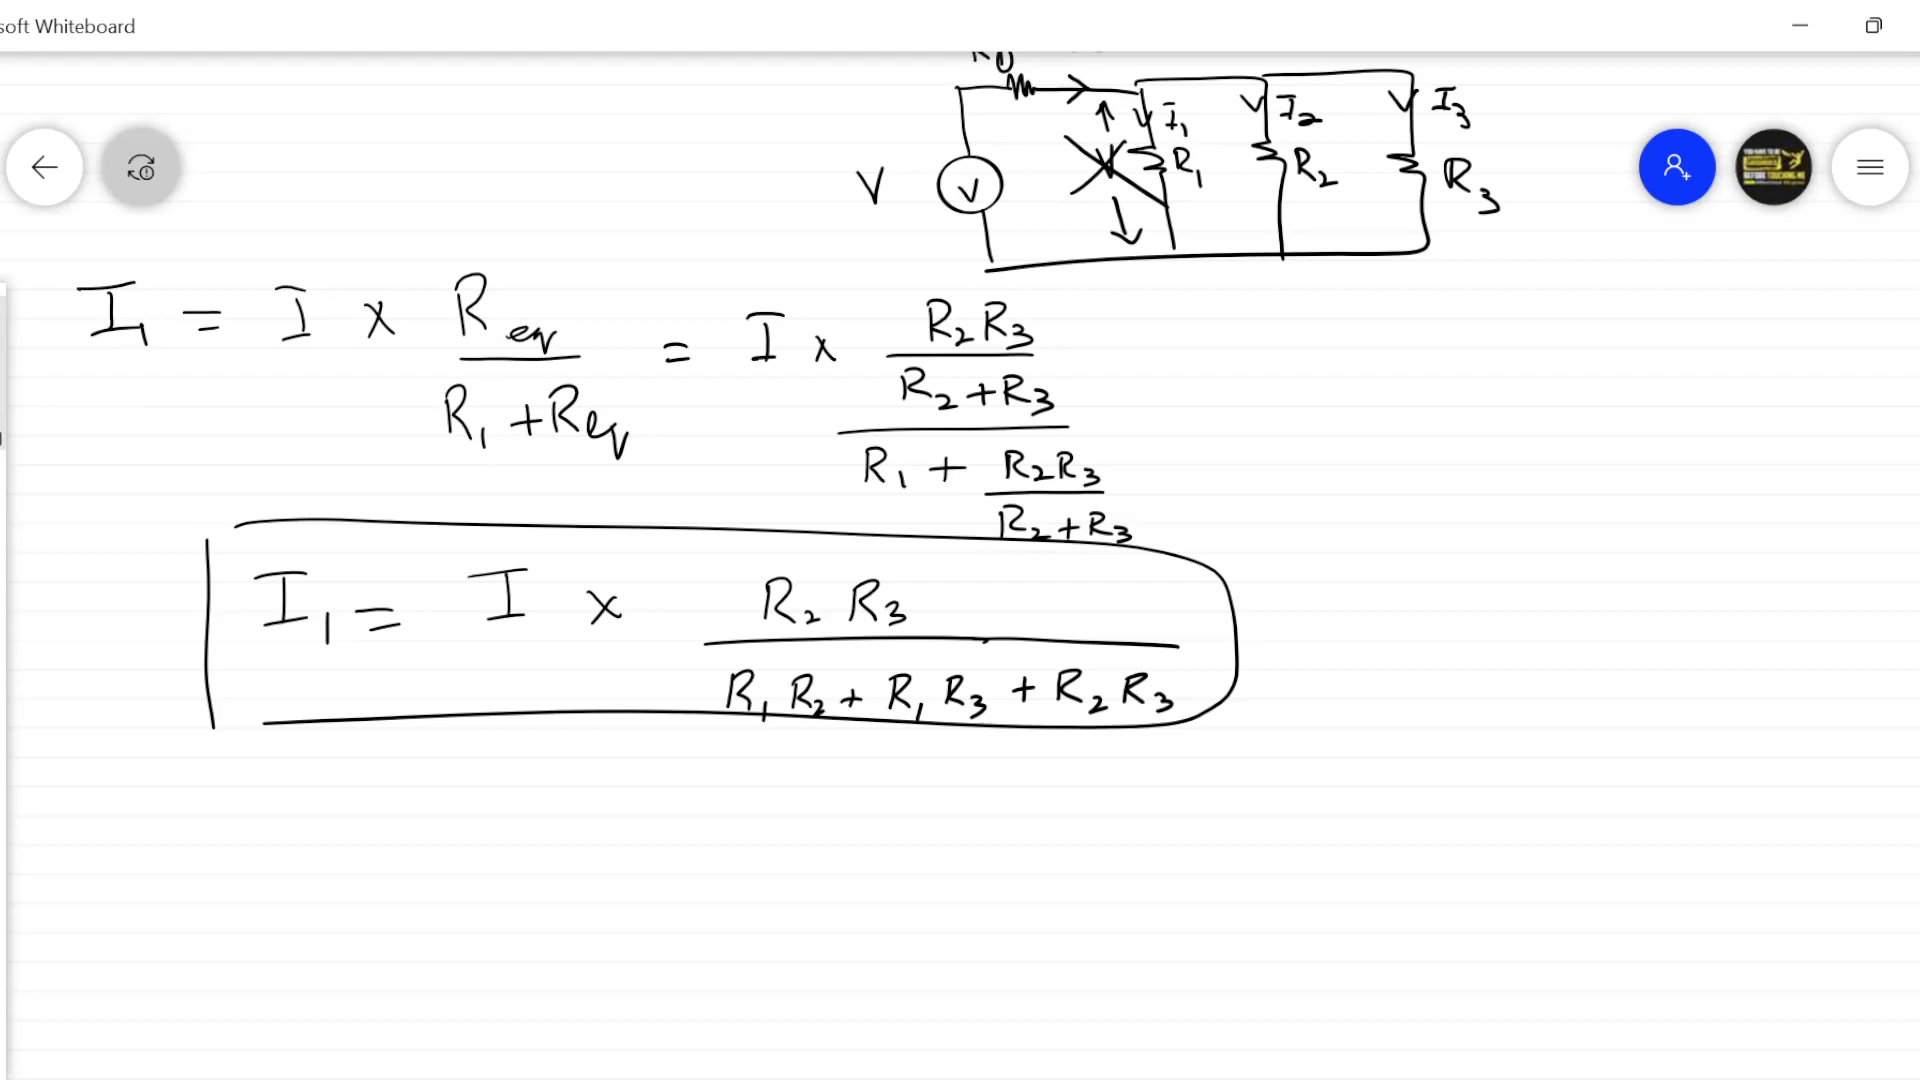 soft Whiteboard
V
V
I₁
R₁
I₂
R₂
I₃
R₃
I₁ = I × Req / (R₁ + Req) = I × (R₂R₃ / (R₂+R₃)) / (R₁ + R₂R₃ / (R₂+R₃))
I₁ = I × R₂ R₃ / (R₁ R₂ + R₁ R₃ + R₂ R₃)